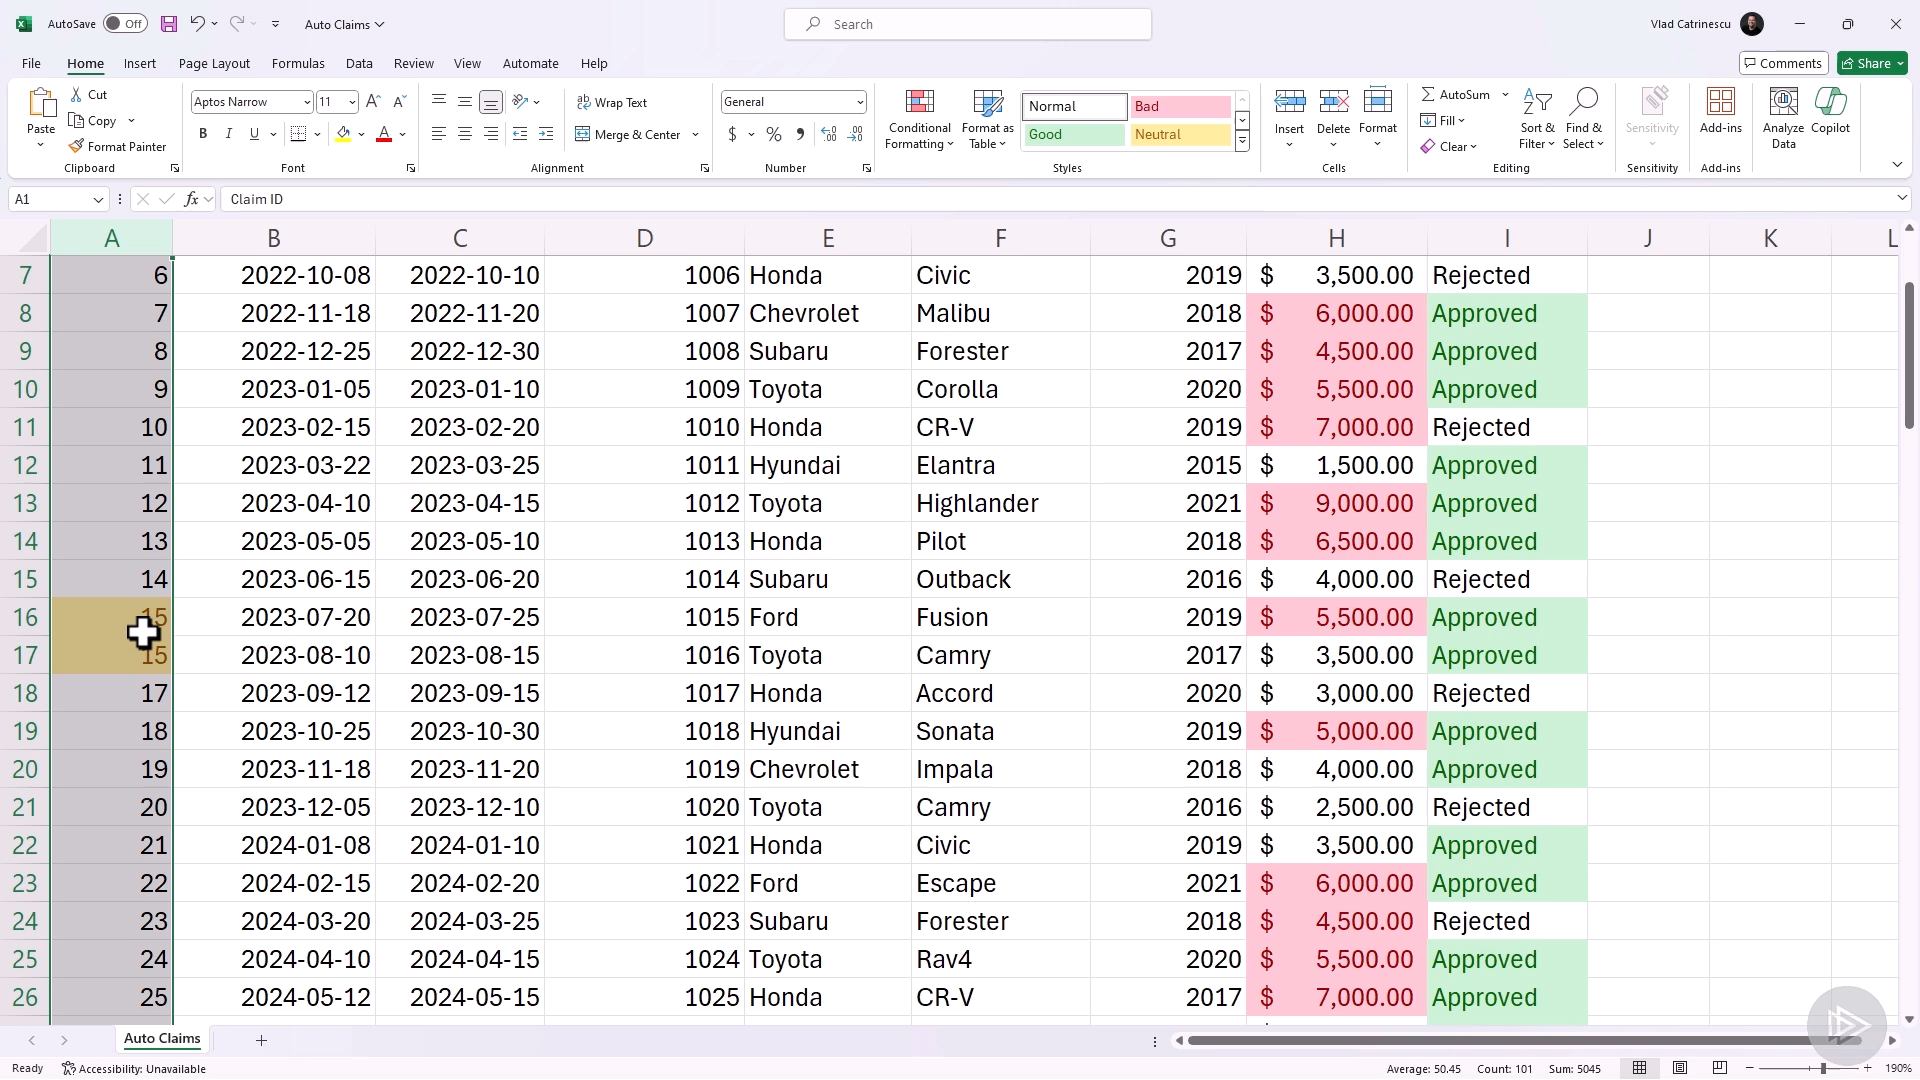 AutoSave Off Auto Claims Search Vlad Catrinescu
File Home Insert Page Layout Formulas Data Review View Automate Help Comments Share
Paste Cut Copy Format Painter Clipboard
Aptos Narrow 11 A A B I U A Font
Wrap Text Merge & Center Alignment
General $ % , Number
Conditional Formatting Format as Table Normal Bad Good Neutral Styles
Insert Delete Format Cells
AutoSum Fill Clear Sort & Filter Find & Select Editing
Sensitivity Sensitivity
Add-ins Add-ins
Analyze Data Copilot
A1 fx Claim ID
A B C D E F G H I J K L
7 6 2022-10-08 2022-10-10 1006 Honda Civic 2019 $ 3,500.00 Rejected
8 7 2022-11-18 2022-11-20 1007 Chevrolet Malibu 2018 $ 6,000.00 Approved
9 8 2022-12-25 2022-12-30 1008 Subaru Forester 2017 $ 4,500.00 Approved
10 9 2023-01-05 2023-01-10 1009 Toyota Corolla 2020 $ 5,500.00 Approved
11 10 2023-02-15 2023-02-20 1010 Honda CR-V 2019 $ 7,000.00 Rejected
12 11 2023-03-22 2023-03-25 1011 Hyundai Elantra 2015 $ 1,500.00 Approved
13 12 2023-04-10 2023-04-15 1012 Toyota Highlander 2021 $ 9,000.00 Approved
14 13 2023-05-05 2023-05-10 1013 Honda Pilot 2018 $ 6,500.00 Approved
15 14 2023-06-15 2023-06-20 1014 Subaru Outback 2016 $ 4,000.00 Rejected
16 15 2023-07-20 2023-07-25 1015 Ford Fusion 2019 $ 5,500.00 Approved
17 15 2023-08-10 2023-08-15 1016 Toyota Camry 2017 $ 3,500.00 Approved
18 17 2023-09-12 2023-09-15 1017 Honda Accord 2020 $ 3,000.00 Rejected
19 18 2023-10-25 2023-10-30 1018 Hyundai Sonata 2019 $ 5,000.00 Approved
20 19 2023-11-18 2023-11-20 1019 Chevrolet Impala 2018 $ 4,000.00 Approved
21 20 2023-12-05 2023-12-10 1020 Toyota Camry 2016 $ 2,500.00 Rejected
22 21 2024-01-08 2024-01-10 1021 Honda Civic 2019 $ 3,500.00 Approved
23 22 2024-02-15 2024-02-20 1022 Ford Escape 2021 $ 6,000.00 Approved
24 23 2024-03-20 2024-03-25 1023 Subaru Forester 2018 $ 4,500.00 Rejected
25 24 2024-04-10 2024-04-15 1024 Toyota Rav4 2020 $ 5,500.00 Approved
26 25 2024-05-12 2024-05-15 1025 Honda CR-V 2017 $ 7,000.00 Approved
Auto Claims
Ready Accessibility: Unavailable Average: 50.45 Count: 101 Sum: 5045 190%